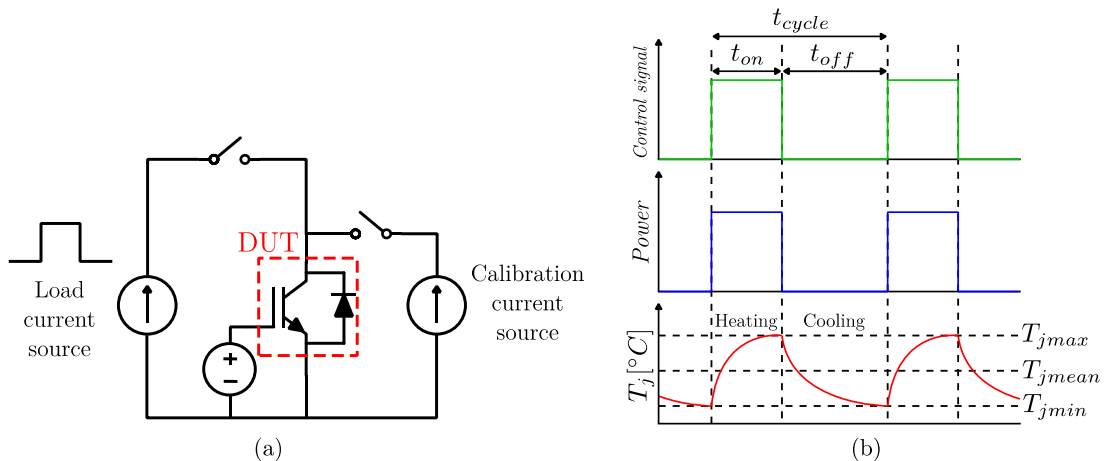 DUT
Load
current
source
Calibration
current
source
+
−
(a)
t_cycle
t_on
t_off
Control signal
Power
T_j[°C]
Heating
Cooling
T_jmax
T_jmean
T_jmin
(b)